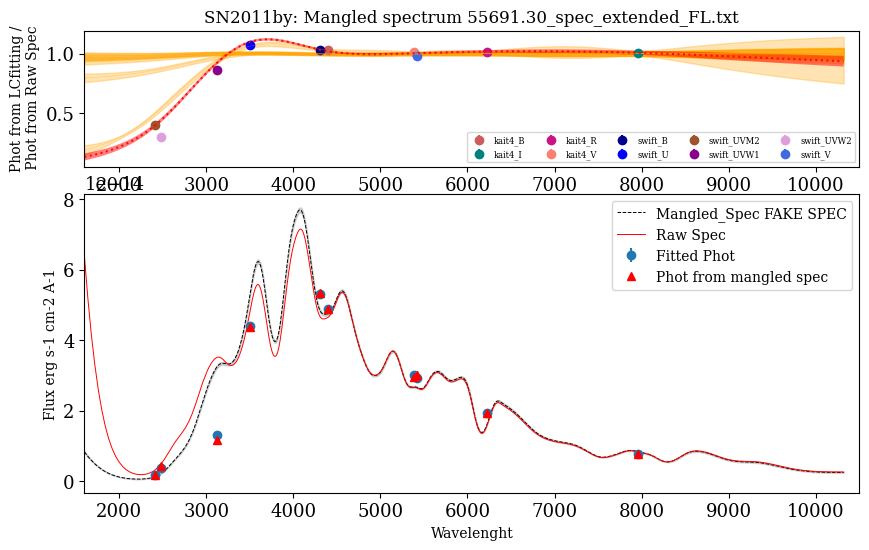 SN2011by: Mangled spectrum 55691.30_spec_extended_FL.txt
Phot from LCfitting /
Phot from Raw Spec
1.0
0.5
kait4_B kait4_R swift_B swift_UVM2 swift_UVW2
kait4_I kait4_V swift_U swift_UVW1 swift_V
2000 3000 4000 5000 6000 7000 8000 9000 10000
1e−14
Flux erg s-1 cm-2 A-1
8
6
4
2
0
Mangled_Spec FAKE SPEC
Raw Spec
Fitted Phot
Phot from mangled spec
2000 3000 4000 5000 6000 7000 8000 9000 10000
Wavelenght